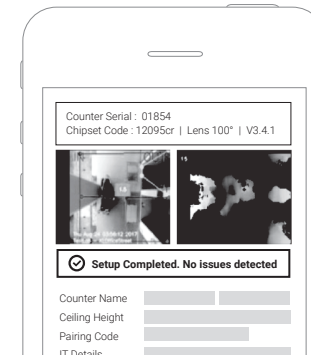 Counter Serial : 01854
Chipset Code : 12095cr | Lens 100° | V3.4.1
Setup Completed. No issues detected
Counter Name
Ceiling Height
Pairing Code
IT Details